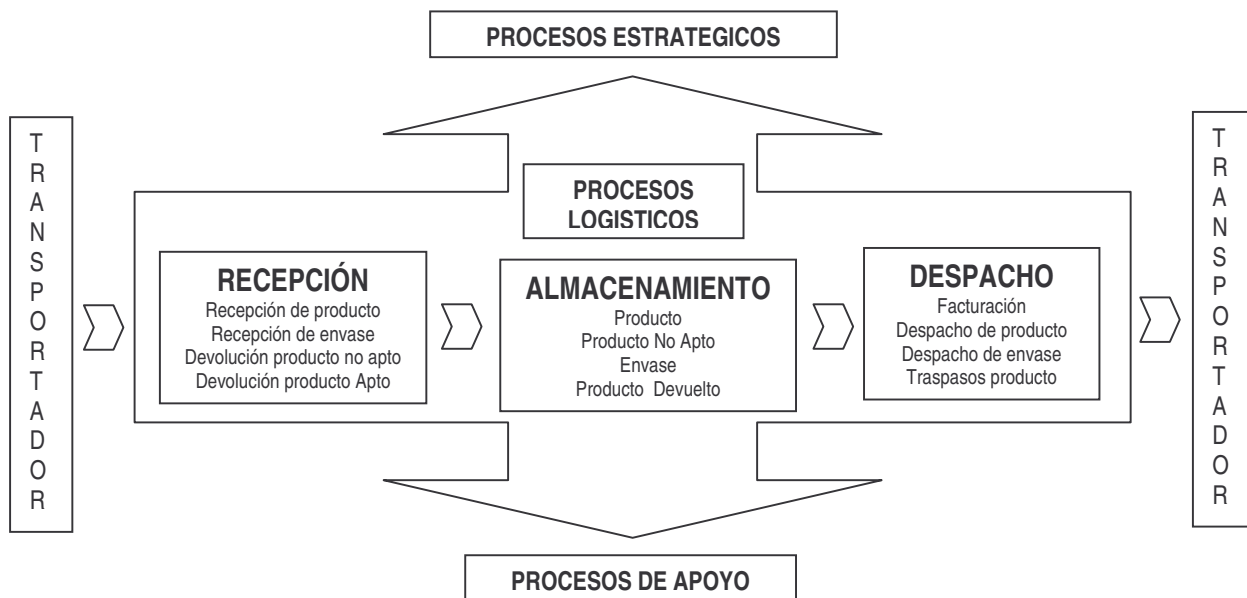 PROCESOS ESTRATEGICOS
TRANSPORTADOR
PROCESOS
LOGISTICOS
RECEPCIÓN
Recepción de producto
Recepción de envase
Devolución producto no apto
Devolución producto Apto
ALMACENAMIENTO
Producto
Producto No Apto
Envase
Producto Devuelto
DESPACHO
Facturación
Despacho de producto
Despacho de envase
Traspasos producto
TRANSPORTADOR
PROCESOS DE APOYO